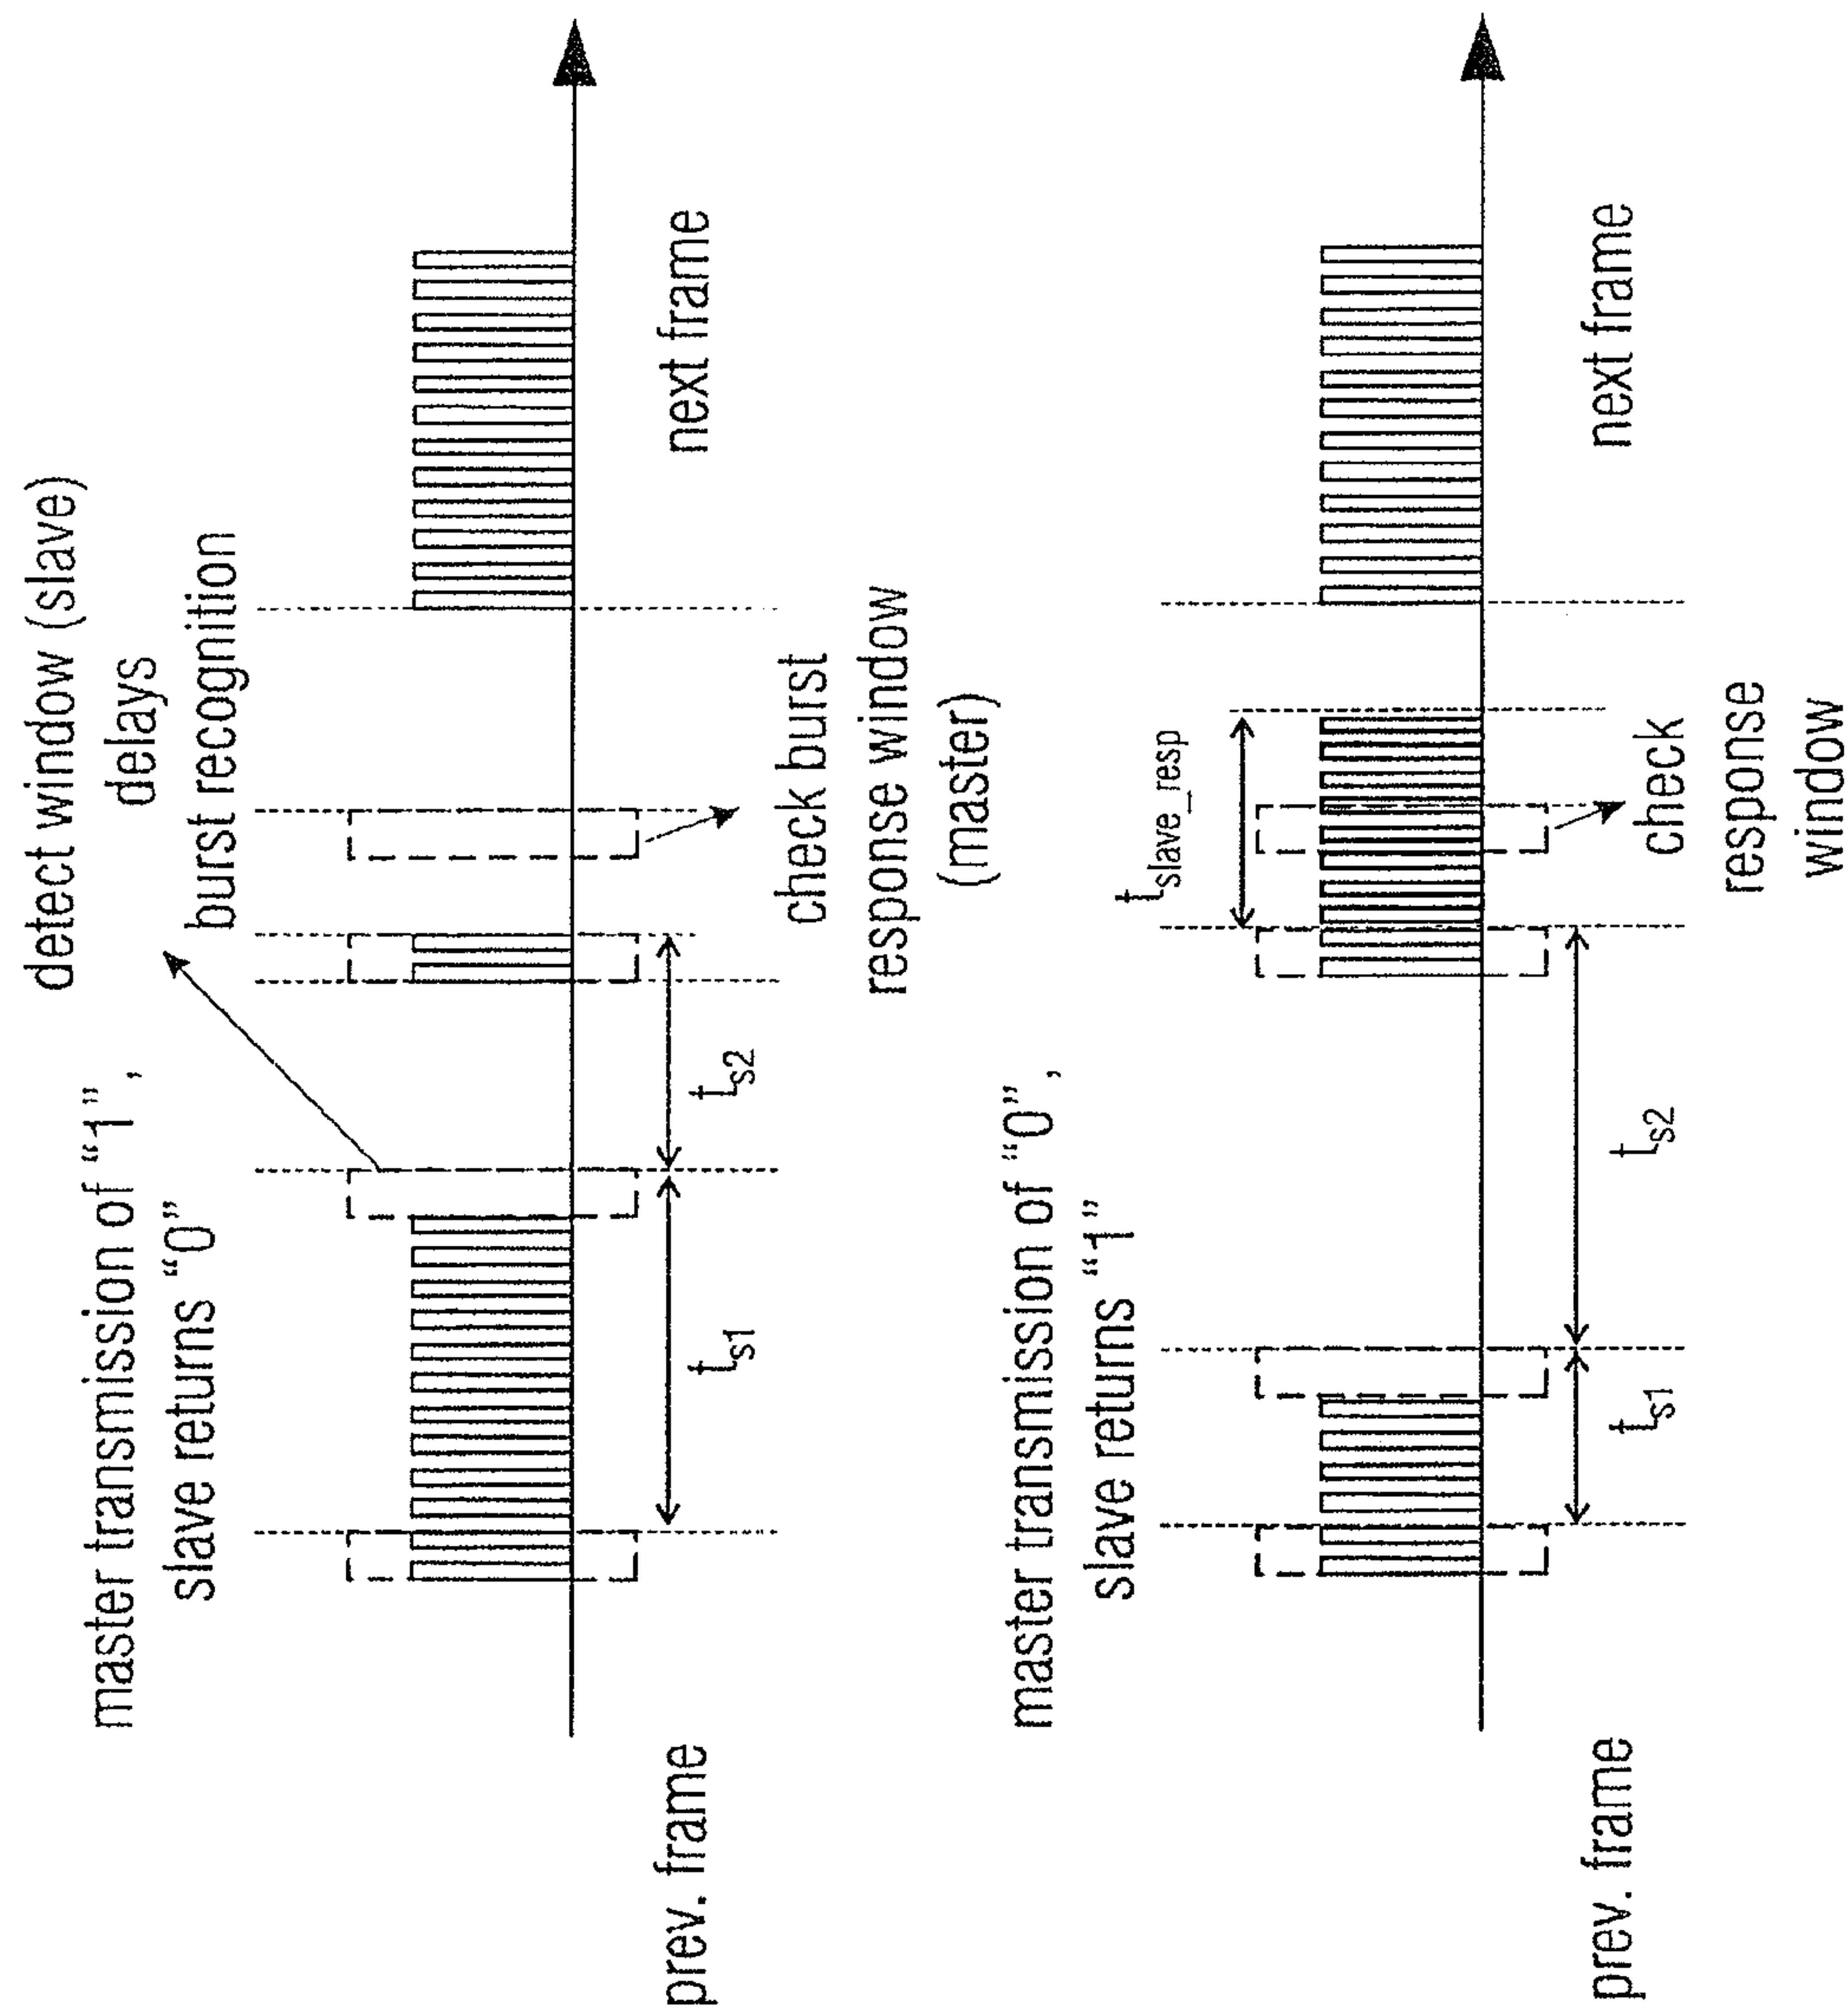 detect window (slave)
delays
burst recognition
master transmission of “1”,
slave returns “0”
t_s1
t_s2
check burst
response window
(master)
prev. frame
next frame
master transmission of “0”,
slave returns “1”
t_slave_resp
t_s1
t_s2
check
response
window
prev. frame
next frame